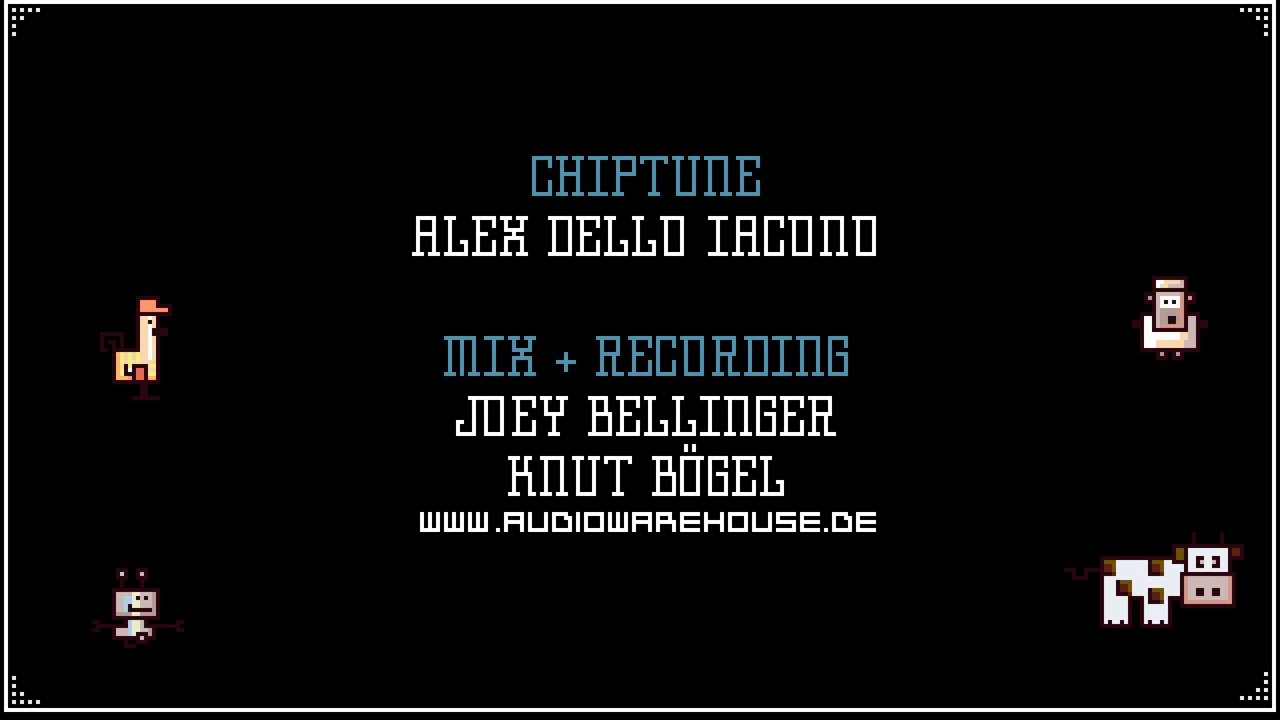 CHIPTUNE
ALEX DELLO IACONO
MIX + RECORDING
JOEY BELLINGER
KNUT BÖGEL
WWW.AUDIOWAREHOUSE.DE